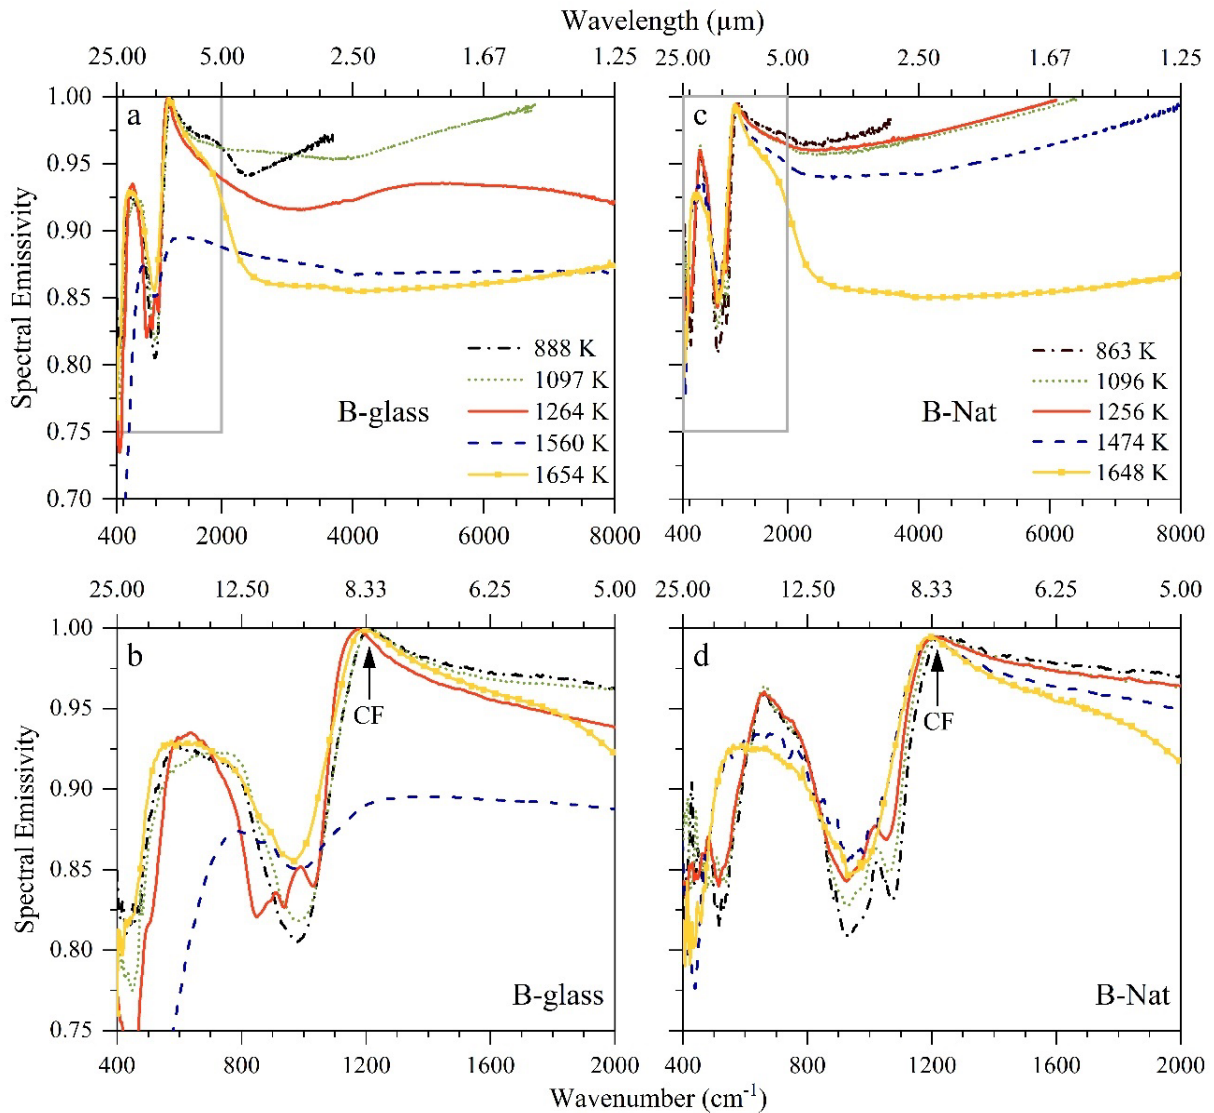 Wavelength (µm)
25.00 12.50 5.00 2.50 1.67 1.25
25.00 5.00 2.50 1.67 1.25
1.00 0.95 0.90 0.85 0.80 0.75 0.70
Spectral Emissivity
a
888 K
1097 K
1264 K
1560 K
1654 K
B-glass
400 2000 4000 6000 8000
c
863 K
1096 K
1256 K
1474 K
1648 K
B-Nat
400 2000 4000 6000 8000
25.00 12.50 8.33 6.25 5.00
25.00 12.50 8.33 6.25 5.00
1.00 0.95 0.90 0.85 0.80 0.75
Spectral Emissivity
b
CF
B-glass
400 800 1200 1600 2000
d
CF
B-Nat
400 800 1200 1600 2000
Wavenumber (cm-1)